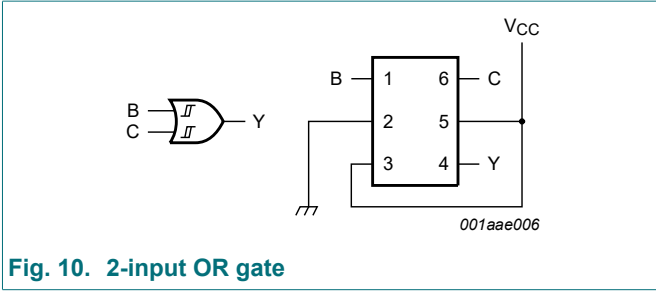 VCC
B 1 6 C
B Y
C
2 5
3 4 Y
001aae006
Fig. 10. 2-input OR gate